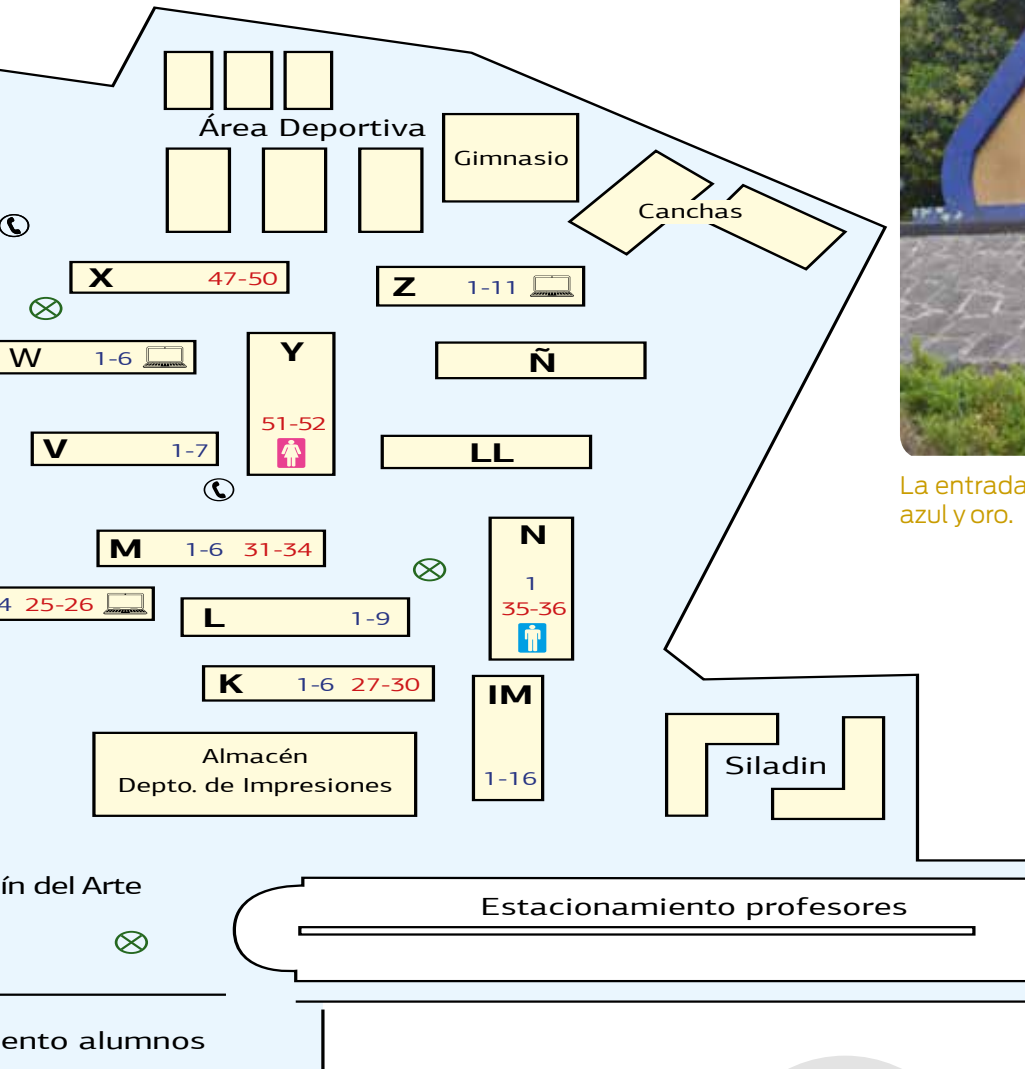 Área Deportiva
Gimnasio
Canchas
X 47-50
Z 1-11
W 1-6
Y
51-52
Ñ
V 1-7
LL
M 1-6 31-34
N
1
35-36
4 25-26
L 1-9
K 1-6 27-30
IM
1-16
Almacén
Depto. de Impresiones
Siladin
ín del Arte
Estacionamiento profesores
ento alumnos
La entrada
azul y oro.